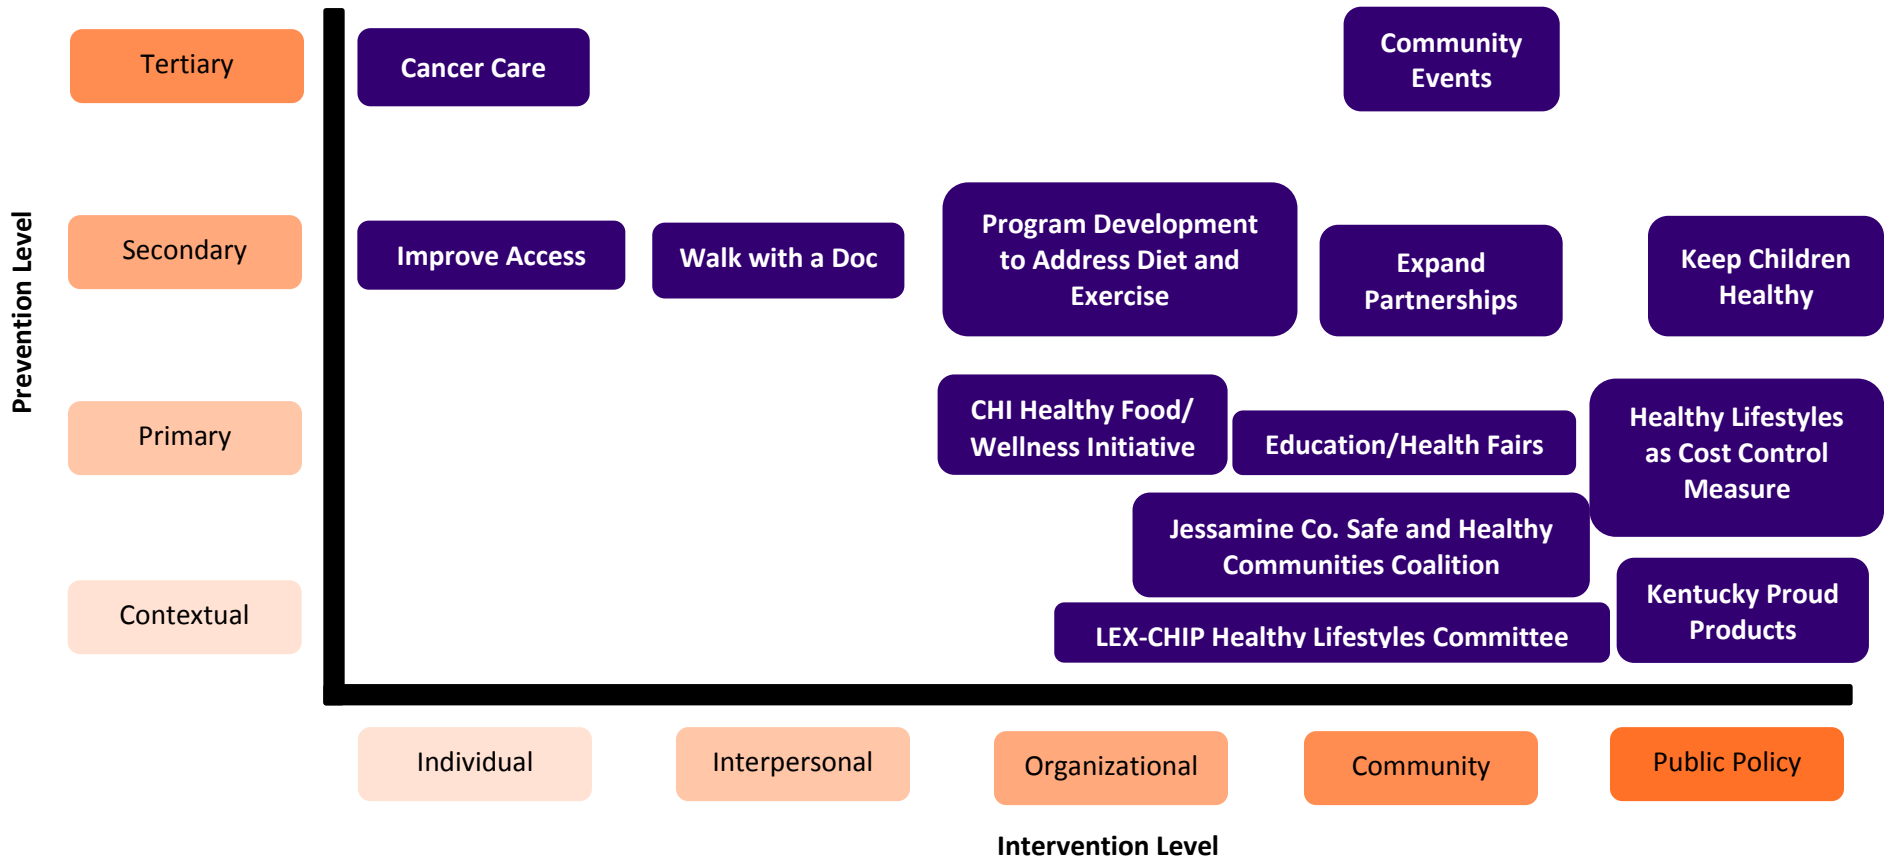 Prevention Level
Tertiary
Cancer Care
Community
Events
Secondary
Improve Access
Walk with a Doc
Program Development
to Address Diet and
Exercise
Expand
Partnerships
Keep Children
Healthy
Primary
CHI Healthy Food/
Wellness Initiative
Education/Health Fairs
Healthy Lifestyles
as Cost Control
Measure
Jessamine Co. Safe and Healthy
Communities Coalition
Contextual
LEX-CHIP Healthy Lifestyles Committee
Kentucky Proud
Products
Individual
Interpersonal
Organizational
Community
Public Policy
Intervention Level